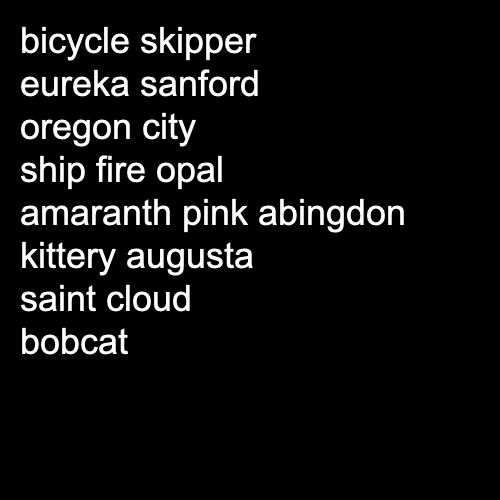 bicycle skipper
eureka sanford
oregon city
ship fire opal
amaranth pink abingdon
kittery augusta
saint cloud
bobcat